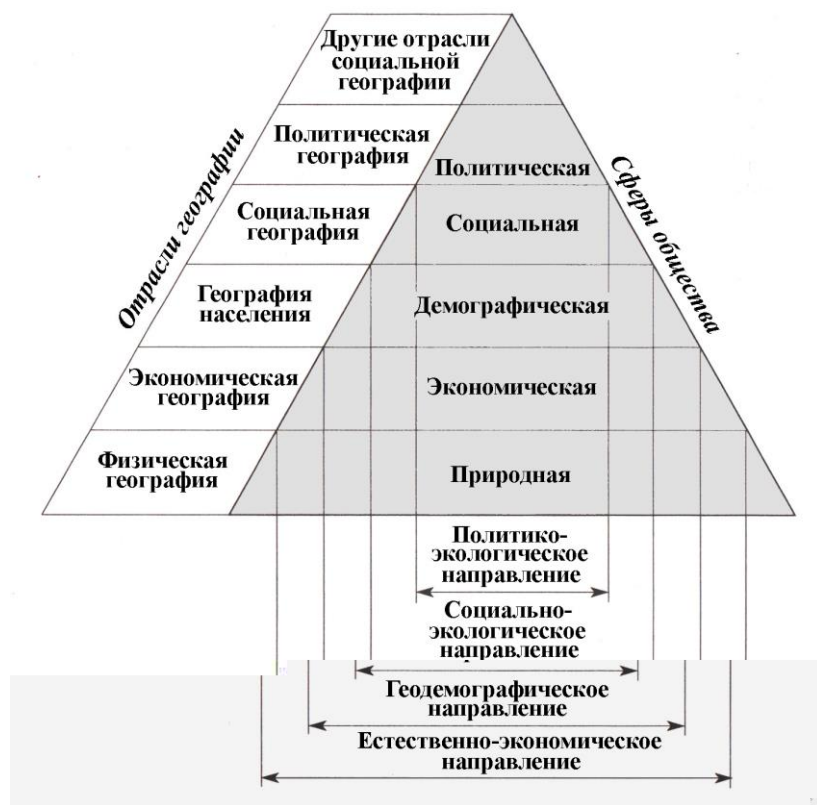 Другие отрасли
социальной
географии
Политическая
география
Социальная
география
География
населения
Экономическая
география
Физическая
география
Отрасли географии
Политическая
Социальная
Демографическая
Экономическая
Природная
Сферы общества
Политико-
экологическое
направление
Социально-
экологическое
направление
Геодемографическое
направление
Естественно-экономическое
направление